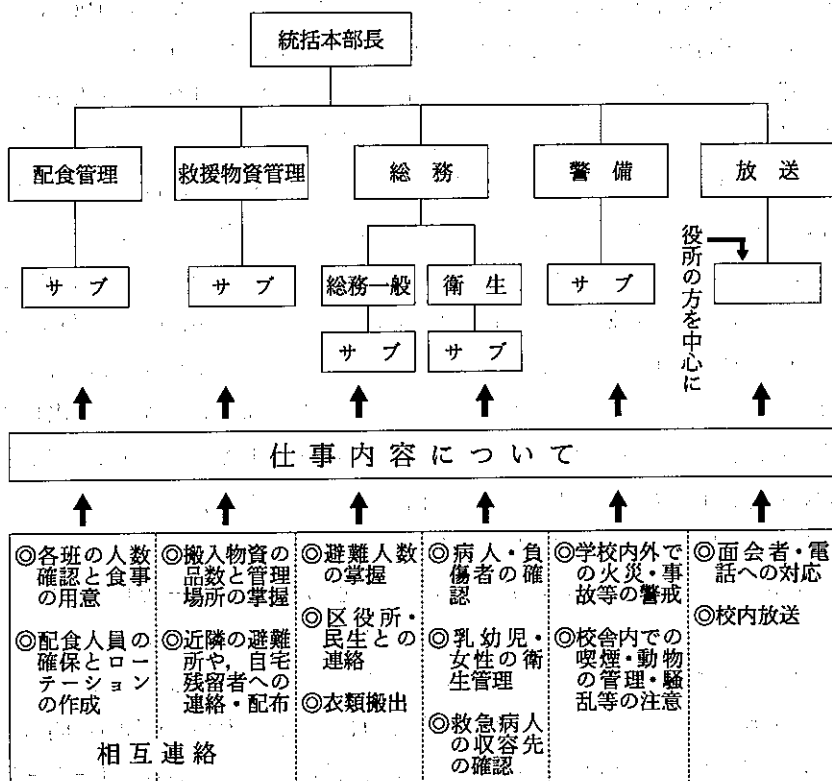 統括本部長
配食管理
救援物資管理
総務
警備
放送
サブ
サブ
総務一般
衛生
サブ
役所の方を中心に
サブ
サブ
仕事内容について
◎各班の人数
確認と食事
の用意
◎配食人員の
確保とロー
テーション
の作成
◎搬入物資の
品数と管理
場所の掌握
◎近隣の避難
所や，自宅
残留者への
連絡・配布
相互連絡
◎避難人数
の掌握
◎区役所・
民生との
連絡
◎衣類搬出
◎病人・負
傷者の確
認
◎乳幼児・
女性の衛
生管理
◎救急病人
の収容先
の確認
◎学校内外で
の火災・事
故等の警戒
◎校舎内での
喫煙・動物
の管理・騒
乱等の注意
◎面会者・電
話への対応
◎校内放送